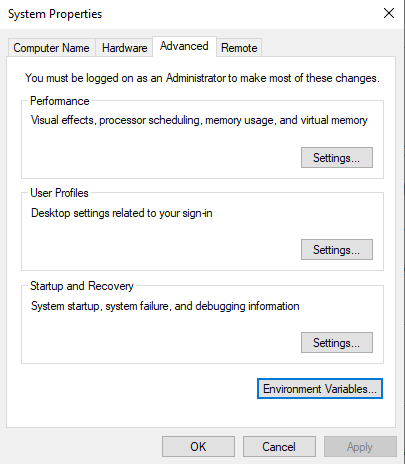 System Properties
Computer Name Hardware Advanced Remote
You must be logged on as an Administrator to make most of these changes.
Performance
Visual effects, processor scheduling, memory usage, and virtual memory
Settings...
User Profiles
Desktop settings related to your sign-in
Settings...
Startup and Recovery
System startup, system failure, and debugging information
Settings...
Environment Variables...
OK Cancel Apply